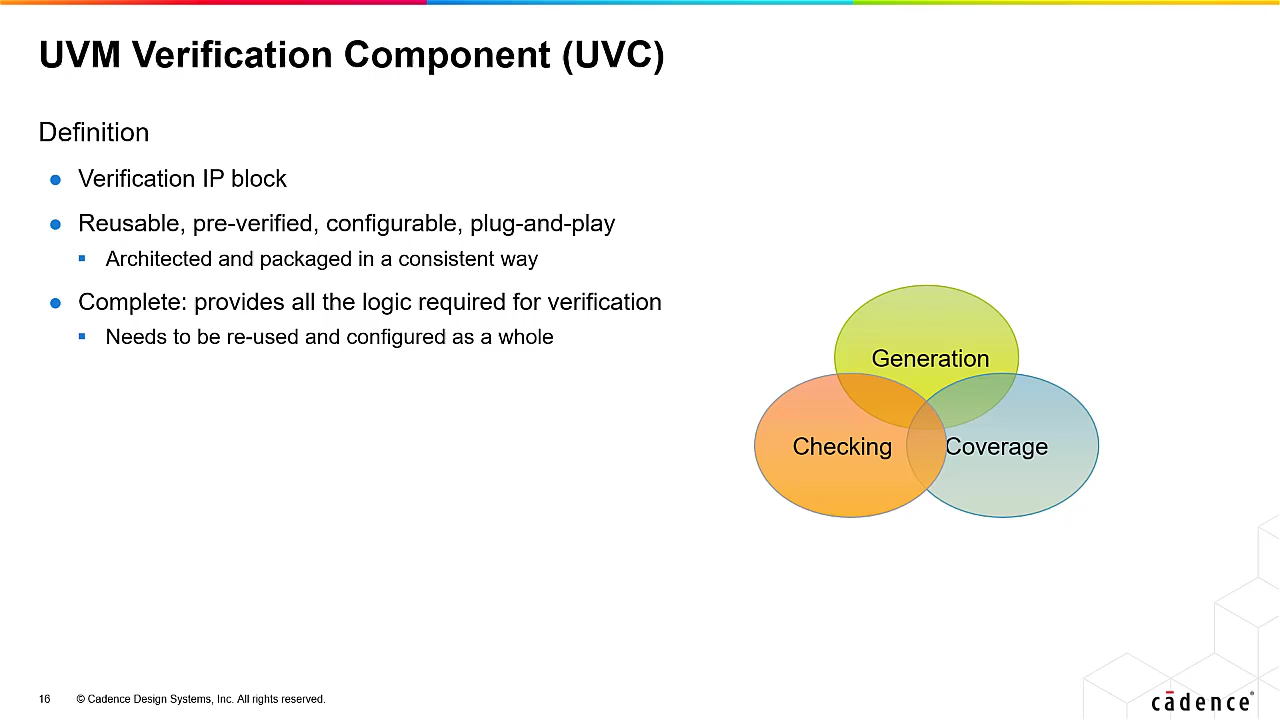 UVM Verification Component (UVC)
Definition
● Verification IP block
● Reusable, pre-verified, configurable, plug-and-play
▪ Architected and packaged in a consistent way
● Complete: provides all the logic required for verification
▪ Needs to be re-used and configured as a whole
Generation
Checking
Coverage
16 © Cadence Design Systems, Inc. All rights reserved.
cādence®